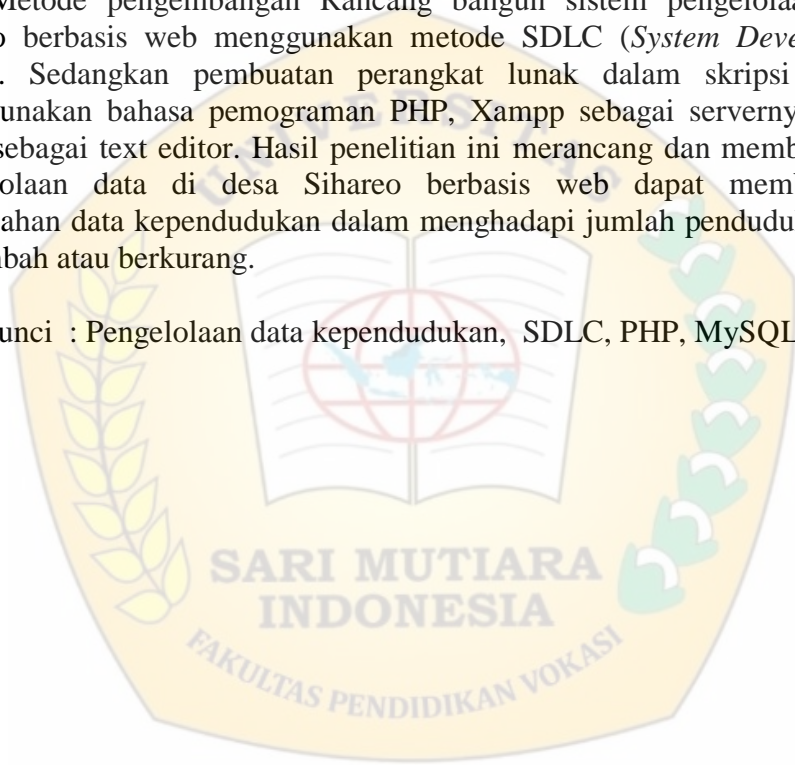 Metode pengembangan Rancang bangun sistem pengelolaa
o berbasis web menggunakan metode SDLC (System Deve
. Sedangkan pembuatan perangkat lunak dalam skripsi
unakan bahasa pemograman PHP, Xampp sebagai serverny
sebagai text editor. Hasil penelitian ini merancang dan memb
olaan data di desa Sihareo berbasis web dapat memb
ahan data kependudukan dalam menghadapi jumlah pendudu
nbah atau berkurang.
unci : Pengelolaan data kependudukan, SDLC, PHP, MySQL
UNIVERSITAS
SARI MUTIARA
INDONESIA
FAKULTAS PENDIDIKAN VOKASI